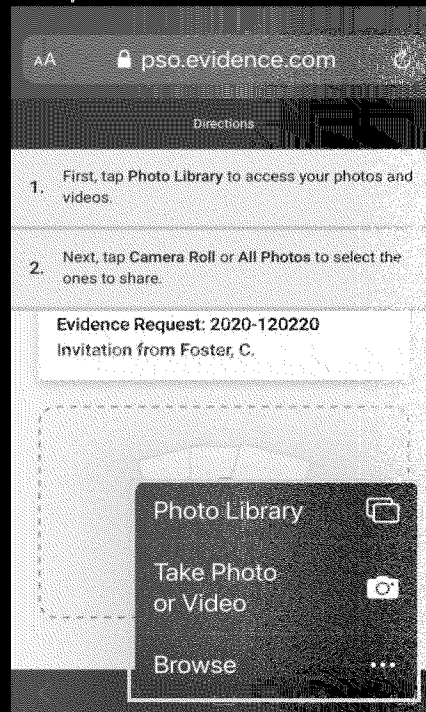 AA pso.evidence.com
Directions
1. First, tap Photo Library to access your photos and
videos.
2. Next, tap Camera Roll or All Photos to select the
ones to share.
Evidence Request: 2020-120220
Invitation from Foster, C.
Photo Library
Take Photo
or Video
Browse